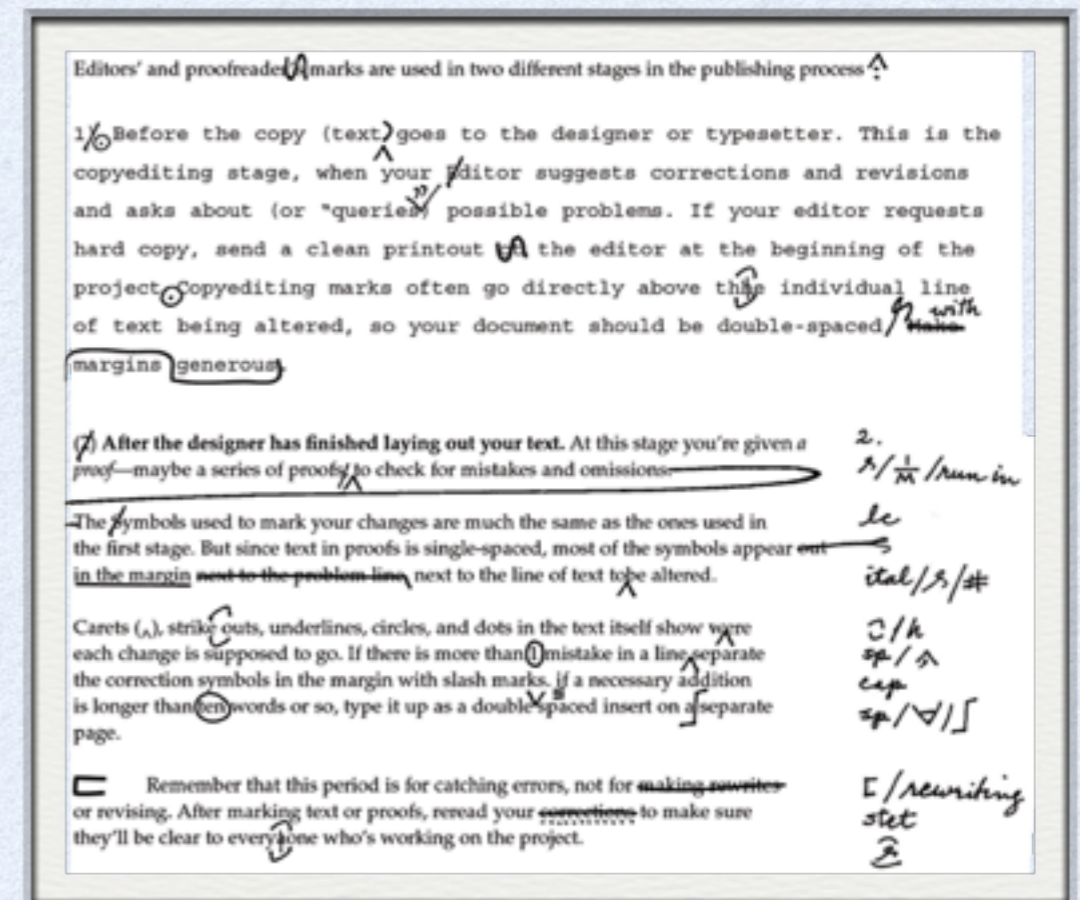 Editors' and proofreaders marks are used in two different stages in the publishing process
1 Before the copy (text) goes to the designer or typesetter. This is the
copyediting stage, when your Editor suggests corrections and revisions
and asks about (or "queries") possible problems. If your editor requests
hard copy, send a clean printout the editor at the beginning of the
project. Copyediting marks often go directly above the individual line
with
of text being altered, so your document should be double-spaced Make
margins generous.
(2) After the designer has finished laying out your text. At this stage you're given a 2.
proof—maybe a series of proofs to check for mistakes and omissions. 1/M /run in
The Symbols used to mark your changes are much the same as the ones used in lc
the first stage. But since text in proofs is single-spaced, most of the symbols appear out
in the margin next to the problem line, next to the line of text tobe altered. ital/ /#
Carets (^), strike outs, underlines, circles, and dots in the text itself show were /h
each change is supposed to go. If there is more than 1 mistake in a line separate sp/
the correction symbols in the margin with slash marks. if a necessary addition cap
is longer than ten words or so, type it up as a double spaced insert on a separate sp/
page.
Remember that this period is for catching errors, not for making rewrites [/rewriting
or revising. After marking text or proofs, reread your corrections to make sure stet
they'll be clear to everyone who's working on the project.